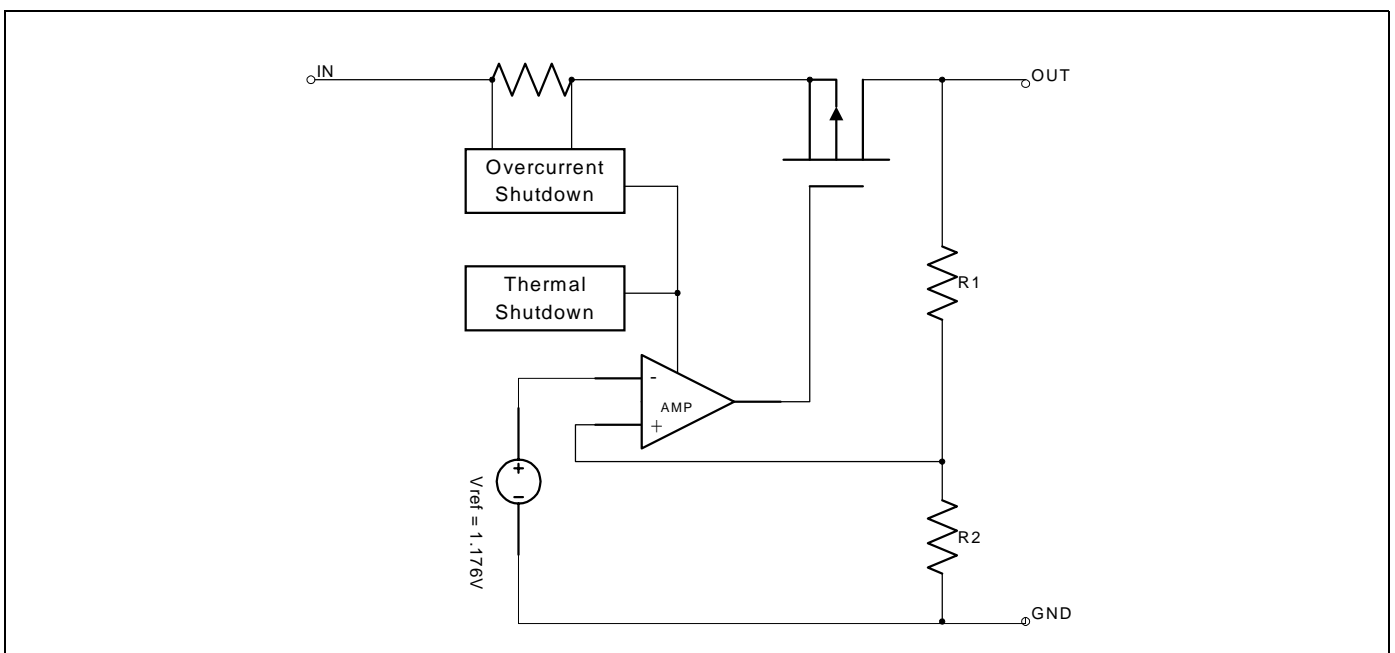 IN
OUT
Overcurrent
Shutdown
Thermal
Shutdown
R1
-
AMP
+
+
-
Vref = 1.176V
R2
GND